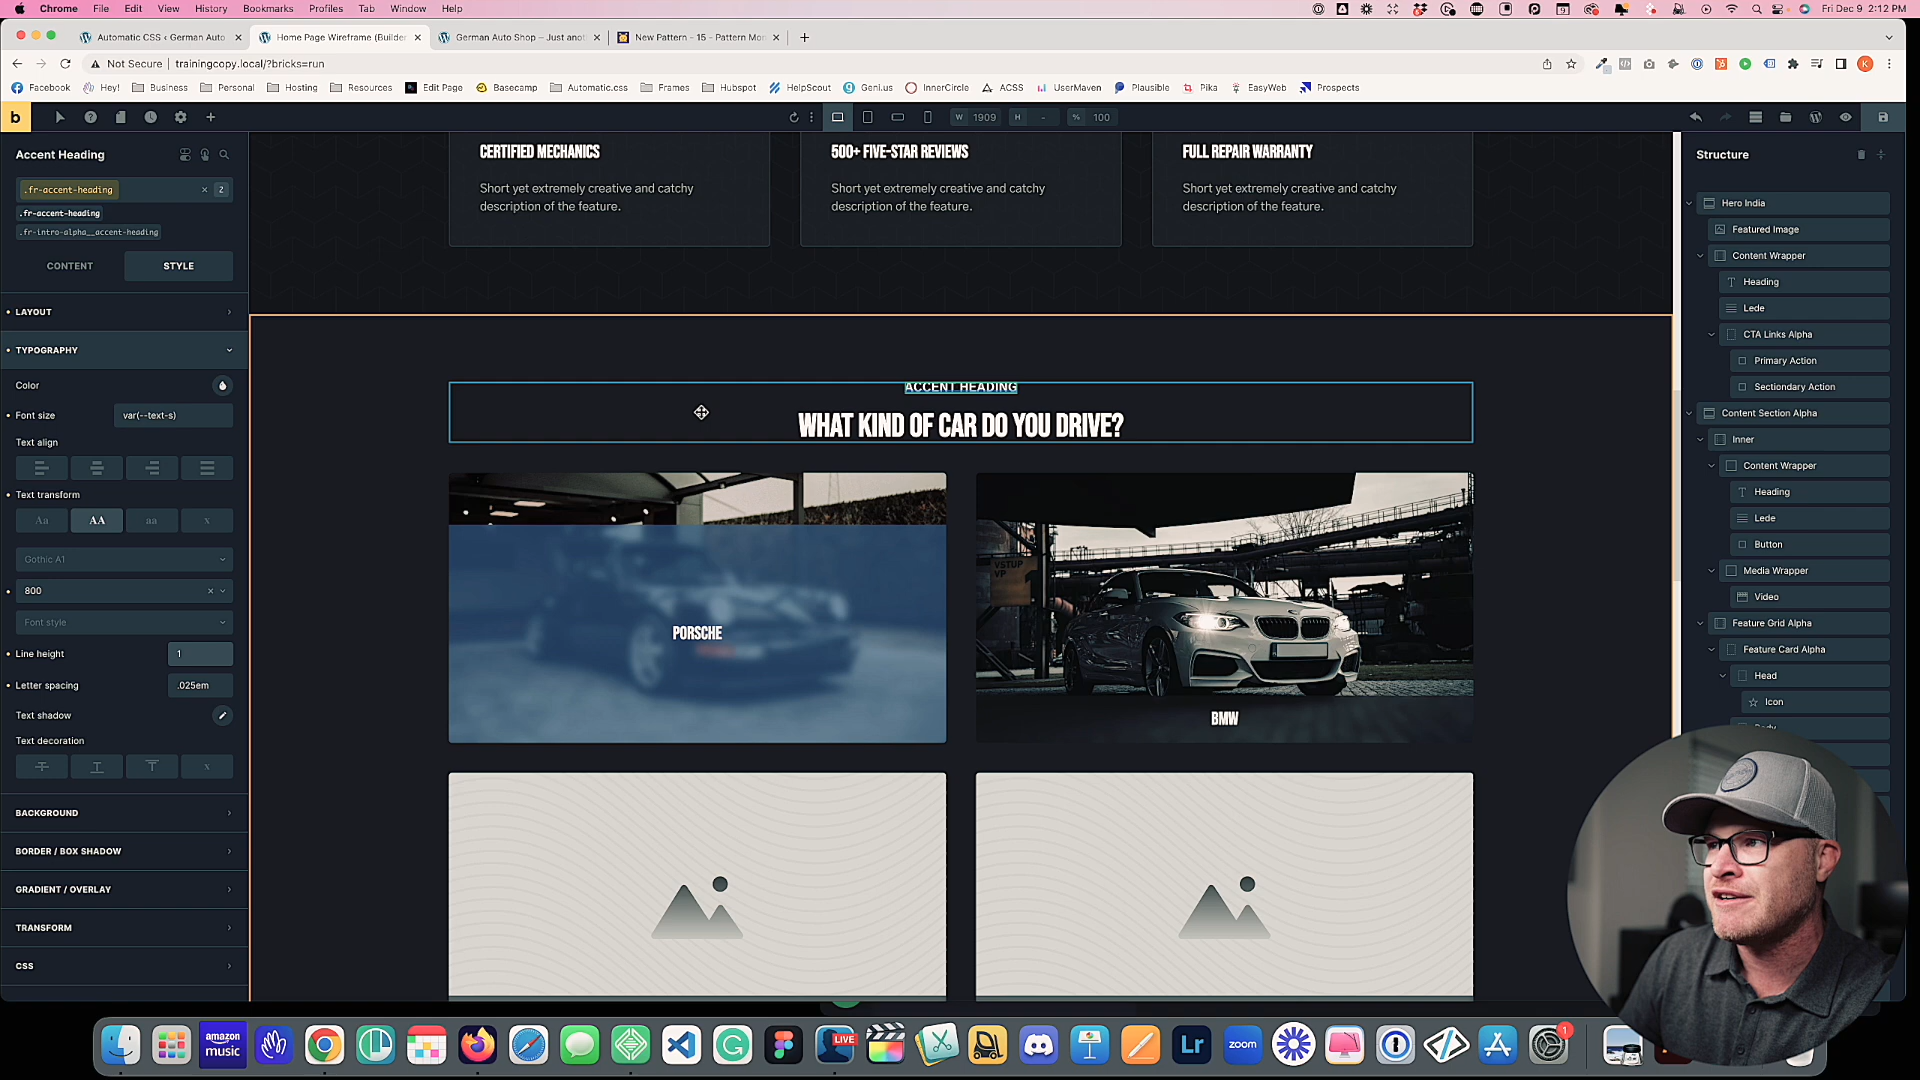 Chrome File Edit View History Bookmarks Profiles Tab Window Help
Fri Dec 9 2:12 PM
Automatic CSS ‹ German Auto
Home Page Wireframe (Builder
German Auto Shop – Just anot
New Pattern - 15 - Pattern Mon
Not Secure trainingcopy.local/?bricks=run
Facebook Hey! Business Personal Hosting Resources Edit Page Basecamp Automatic.css Frames Hubspot HelpScout Geni.us InnerCircle ACSS UserMaven Plausible Pika EasyWeb Prospects
b
W 1909 H - % 100
Accent Heading
.fr-accent-heading
2
.fr-accent-heading
.fr-intro-alpha__accent-heading
CONTENT STYLE
LAYOUT
TYPOGRAPHY
Color
Font size var(--text-s)
Text align
Text transform
Aa AA aa x
Gothic A1
800
Font style
Line height 1
Letter spacing .025em
Text shadow
Text decoration
x
BACKGROUND
BORDER / BOX SHADOW
GRADIENT / OVERLAY
TRANSFORM
CSS
CERTIFIED MECHANICS
Short yet extremely creative and catchy
description of the feature.
500+ FIVE-STAR REVIEWS
Short yet extremely creative and catchy
description of the feature.
FULL REPAIR WARRANTY
Short yet extremely creative and catchy
description of the feature.
ACCENT HEADING
WHAT KIND OF CAR DO YOU DRIVE?
PORSCHE
VSTUP
VP
BMW
Structure
Hero India
Featured Image
Content Wrapper
Heading
Lede
CTA Links Alpha
Primary Action
Sectiondary Action
Content Section Alpha
Inner
Content Wrapper
Heading
Lede
Button
Media Wrapper
Video
Feature Grid Alpha
Feature Card Alpha
Head
Icon
Body
amazon
music
LIVE
Lr
zoom
1